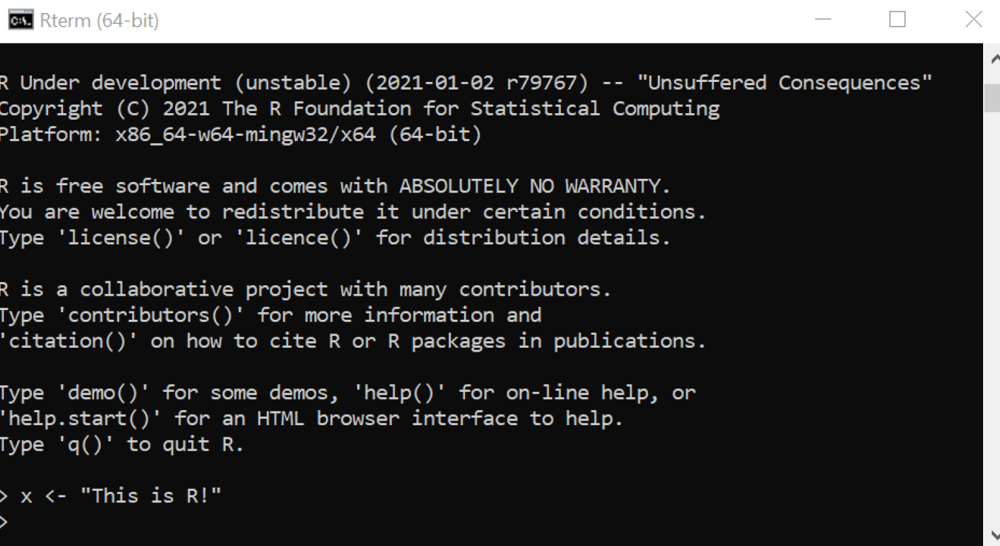 Rterm (64-bit)
R Under development (unstable) (2021-01-02 r79767) -- "Unsuffered Consequences"
Copyright (C) 2021 The R Foundation for Statistical Computing
Platform: x86_64-w64-mingw32/x64 (64-bit)
R is free software and comes with ABSOLUTELY NO WARRANTY.
You are welcome to redistribute it under certain conditions.
Type 'license()' or 'licence()' for distribution details.
R is a collaborative project with many contributors.
Type 'contributors()' for more information and
'citation()' on how to cite R or R packages in publications.
Type 'demo()' for some demos, 'help()' for on-line help, or
'help.start()' for an HTML browser interface to help.
Type 'q()' to quit R.
> x <- "This is R!"
>